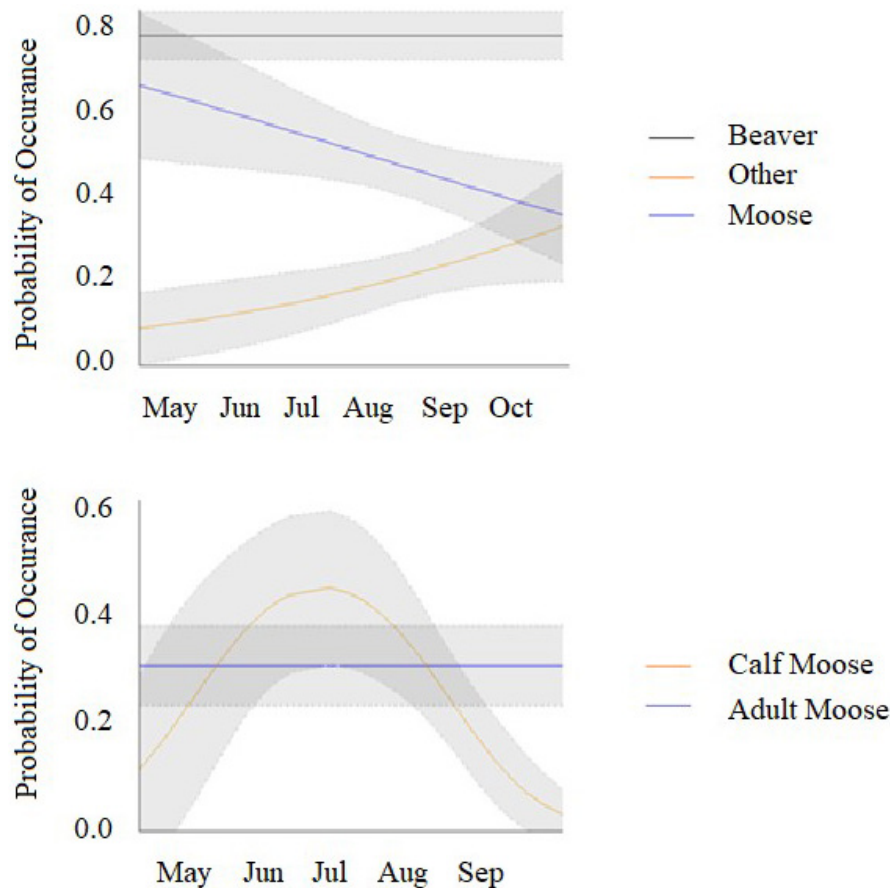 Probability of Occurance
0.8
0.6
0.4
0.2
0.0
May Jun Jul Aug Sep Oct
Beaver
Other
Moose
Probability of Occurance
0.6
0.4
0.2
0.0
May Jun Jul Aug Sep
Calf Moose
Adult Moose